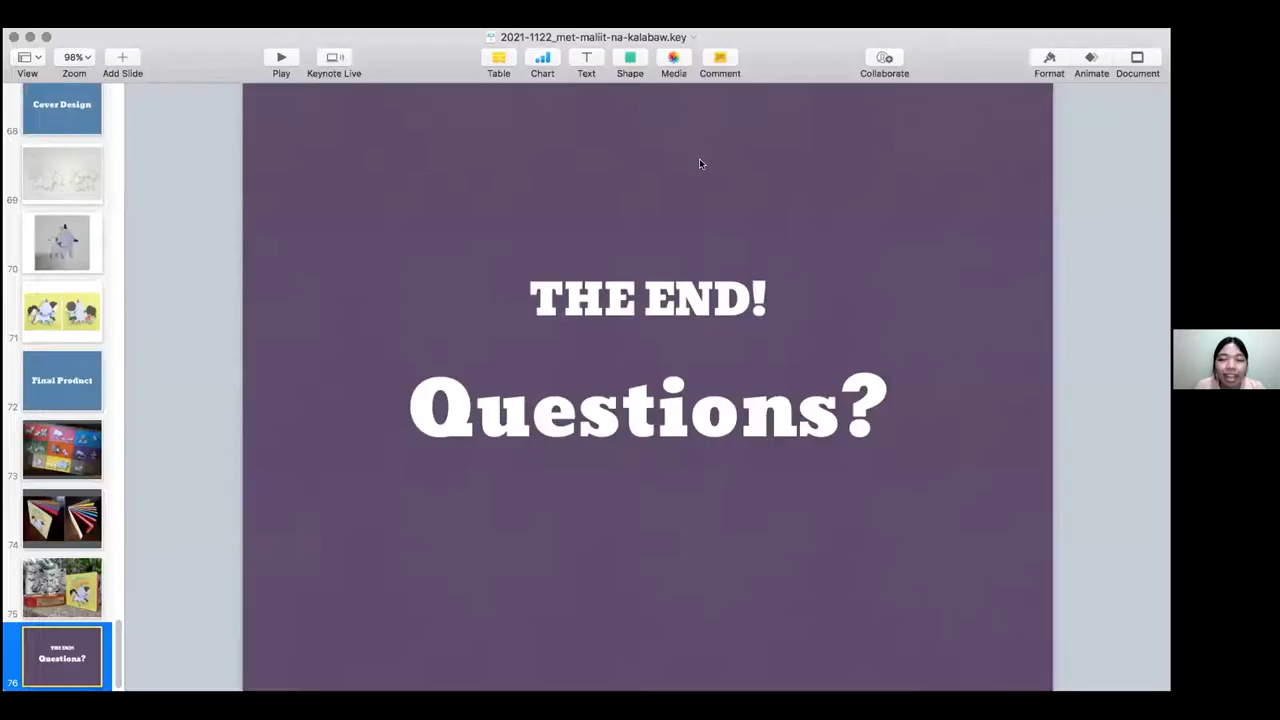 2021-1122_met-maliit-na-kalabaw.key
98%
View
Zoom
Add Slide
Play
Keynote Live
Table
Chart
Text
Shape
Media
Comment
Collaborate
Format
Animate
Document
Cover Design
68
69
70
71
Final Product
72
73
74
75
THE END!
Questions?
76
THE END!
Questions?